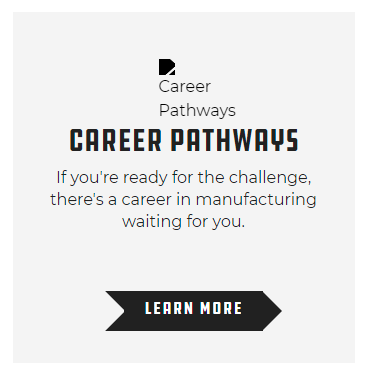 Career
Pathways
CAREER PATHWAYS
If you're ready for the challenge,
there's a career in manufacturing
waiting for you.
LEARN MORE